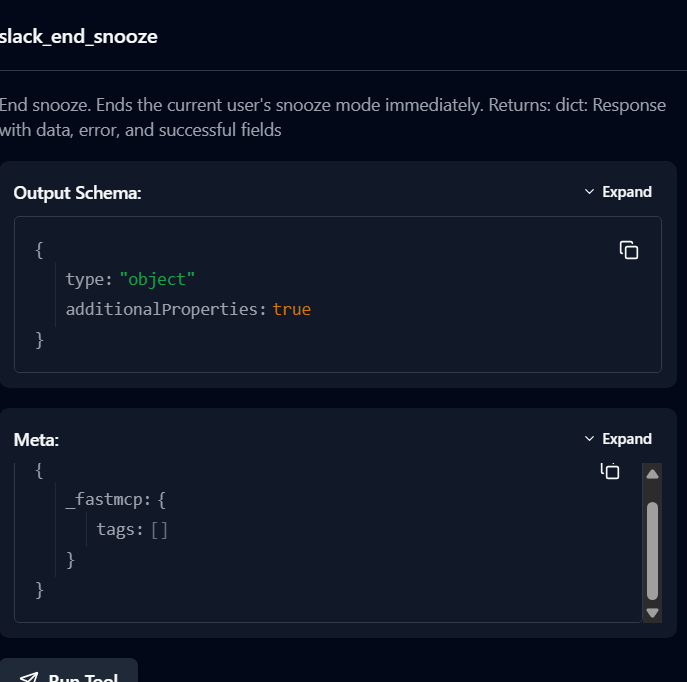 slack_end_snooze
End snooze. Ends the current user's snooze mode immediately. Returns: dict: Response
with data, error, and successful fields
Output Schema:
Expand
{
type: "object"
additionalProperties: true
}
Meta:
Expand
{
_fastmcp: {
tags: []
}
}
Run Tool